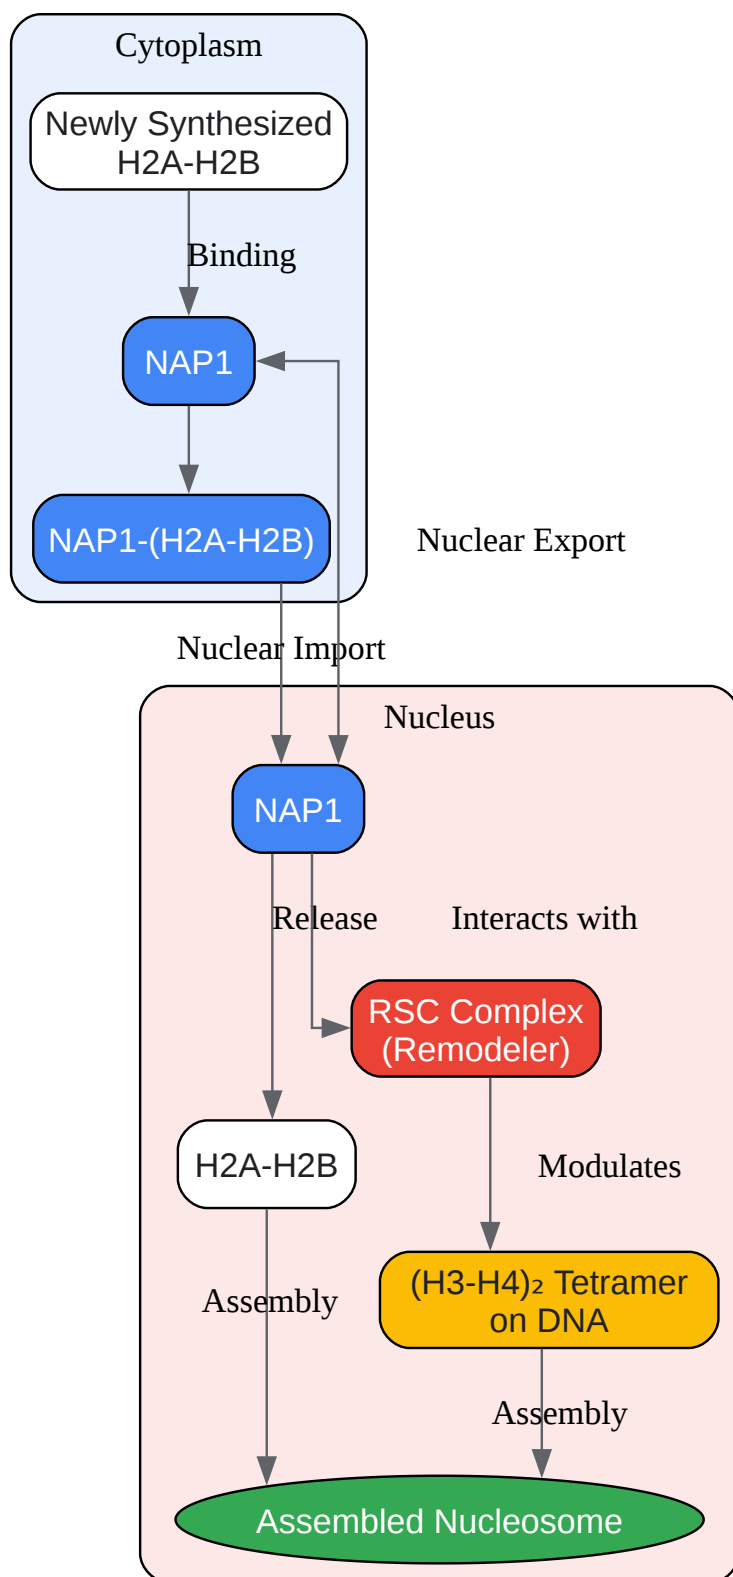 Cytoplasm
Newly Synthesized
H2A-H2B
Binding
NAP1
NAP1-(H2A-H2B)
Nuclear Export
Nuclear Import
Nucleus
NAP1
Release
Interacts with
RSC Complex
(Remodeler)
H2A-H2B
Modulates
(H3-H4)₂ Tetramer
on DNA
Assembly
Assembly
Assembled Nucleosome